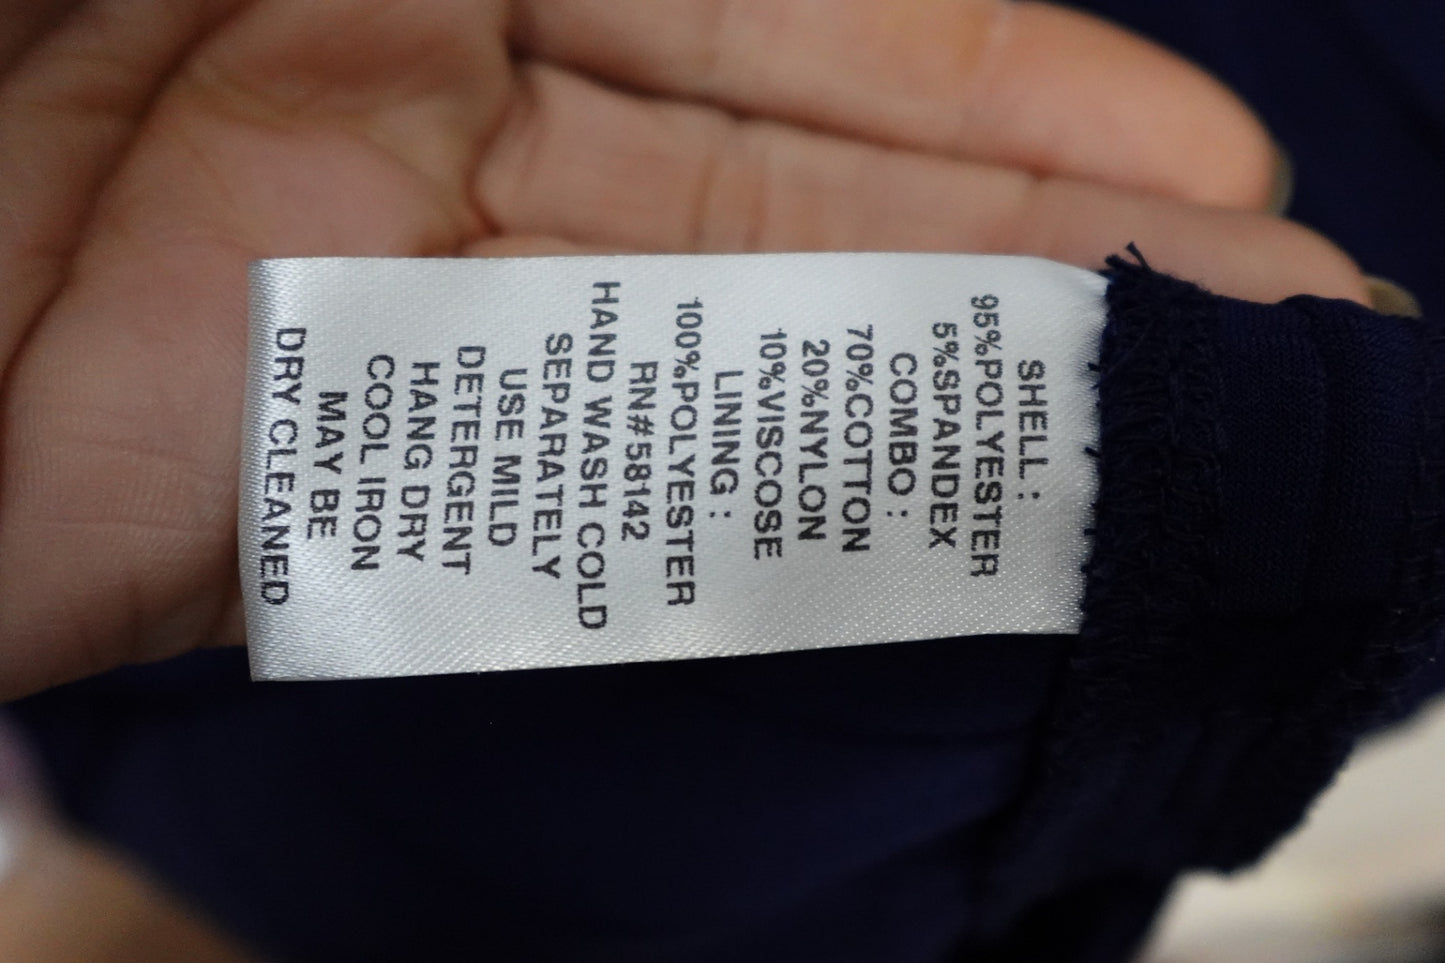 SHELL:
95%POLYESTER
5%SPANDEX
COMBO:
70%COTTON
20%NYLON
10%VISCOSE
LINING:
100%POLYESTER
RN#58142
HAND WASH COLD
SEPARATELY
USE MILD
DETERGENT
HANG DRY
COOL IRON
MAY BE
DRY CLEANED